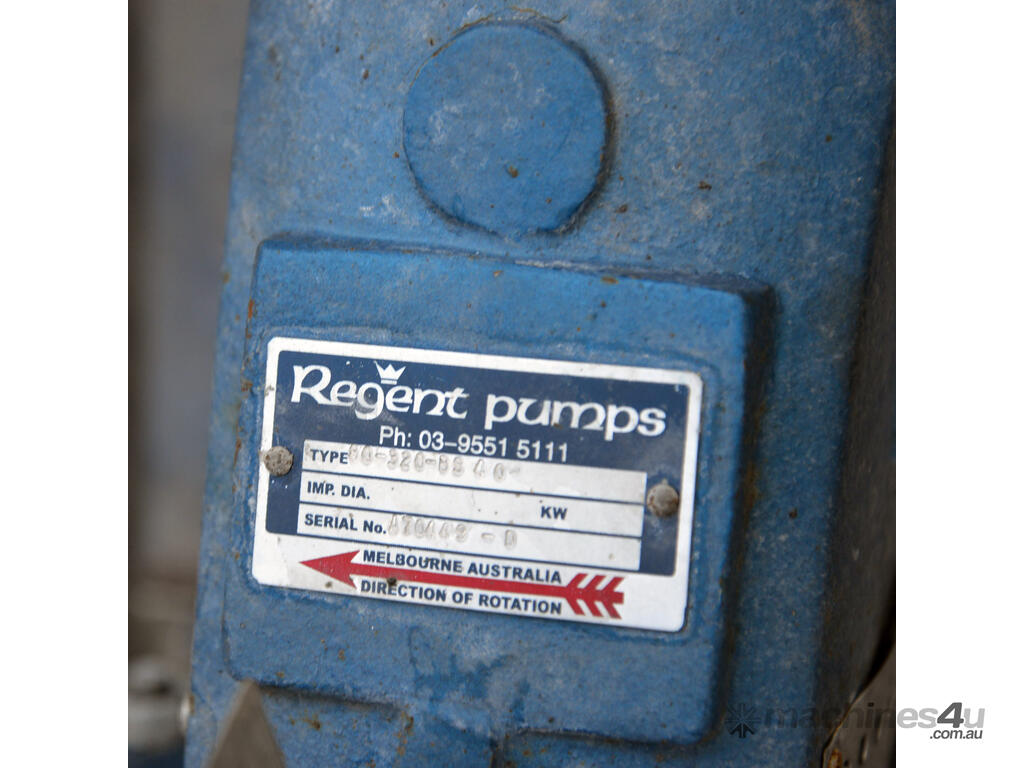 Regent pumps
Ph: 03-9551 5111
TYPE
IMP. DIA. KW
SERIAL No.
MELBOURNE AUSTRALIA
DIRECTION OF ROTATION
machines4u
.com.au